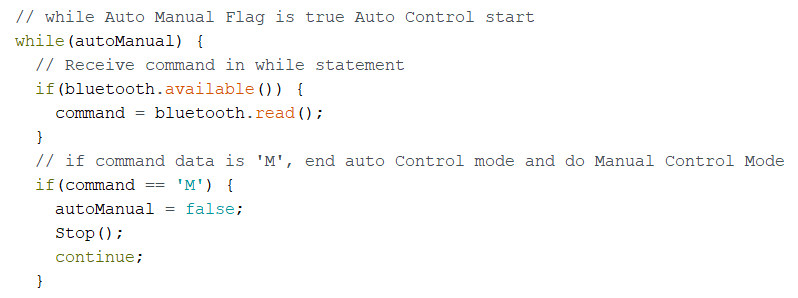 // while Auto Manual Flag is true Auto Control start
while(autoManual) {
// Receive command in while statement
if(bluetooth.available()) {
command = bluetooth.read();
}
// if command data is 'M', end auto Control mode and do Manual Control Mode
if(command == 'M') {
autoManual = false;
Stop();
continue;
}